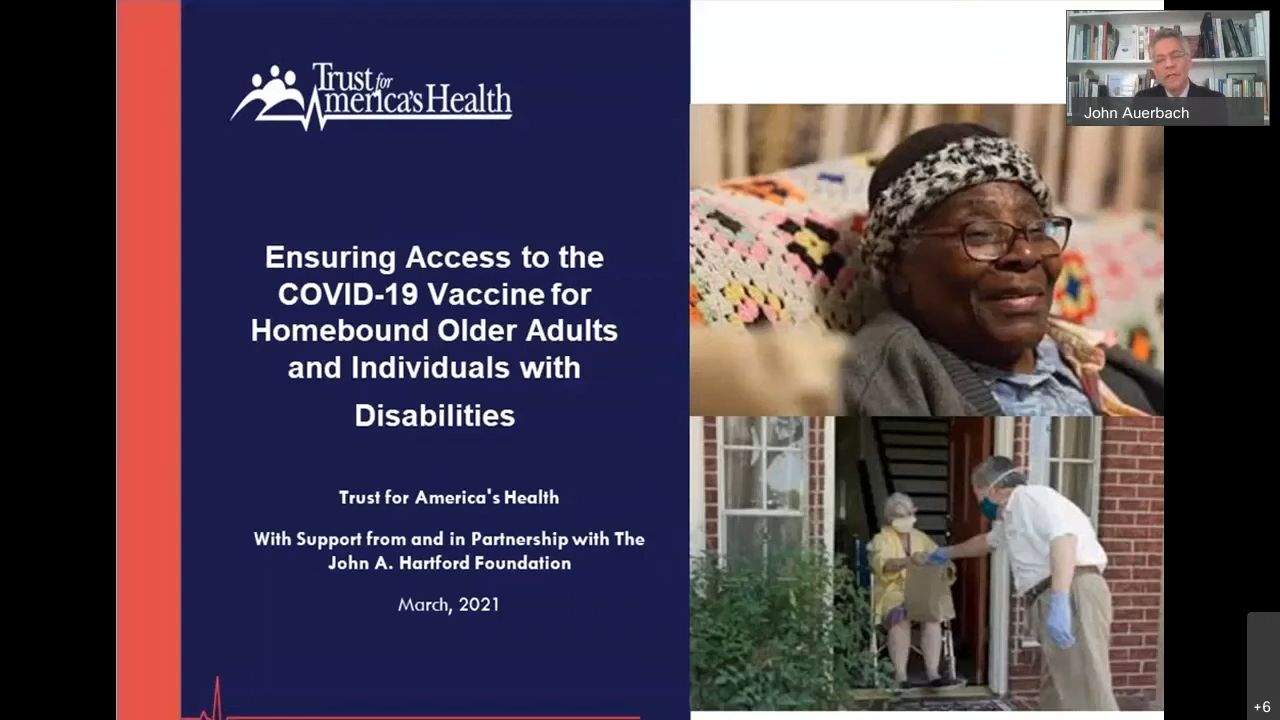 Trust for
America's Health
John Auerbach
Ensuring Access to the
COVID-19 Vaccine for
Homebound Older Adults
and Individuals with
Disabilities
Trust for America's Health
With Support from and in Partnership with The
John A. Hartford Foundation
March, 2021
+6